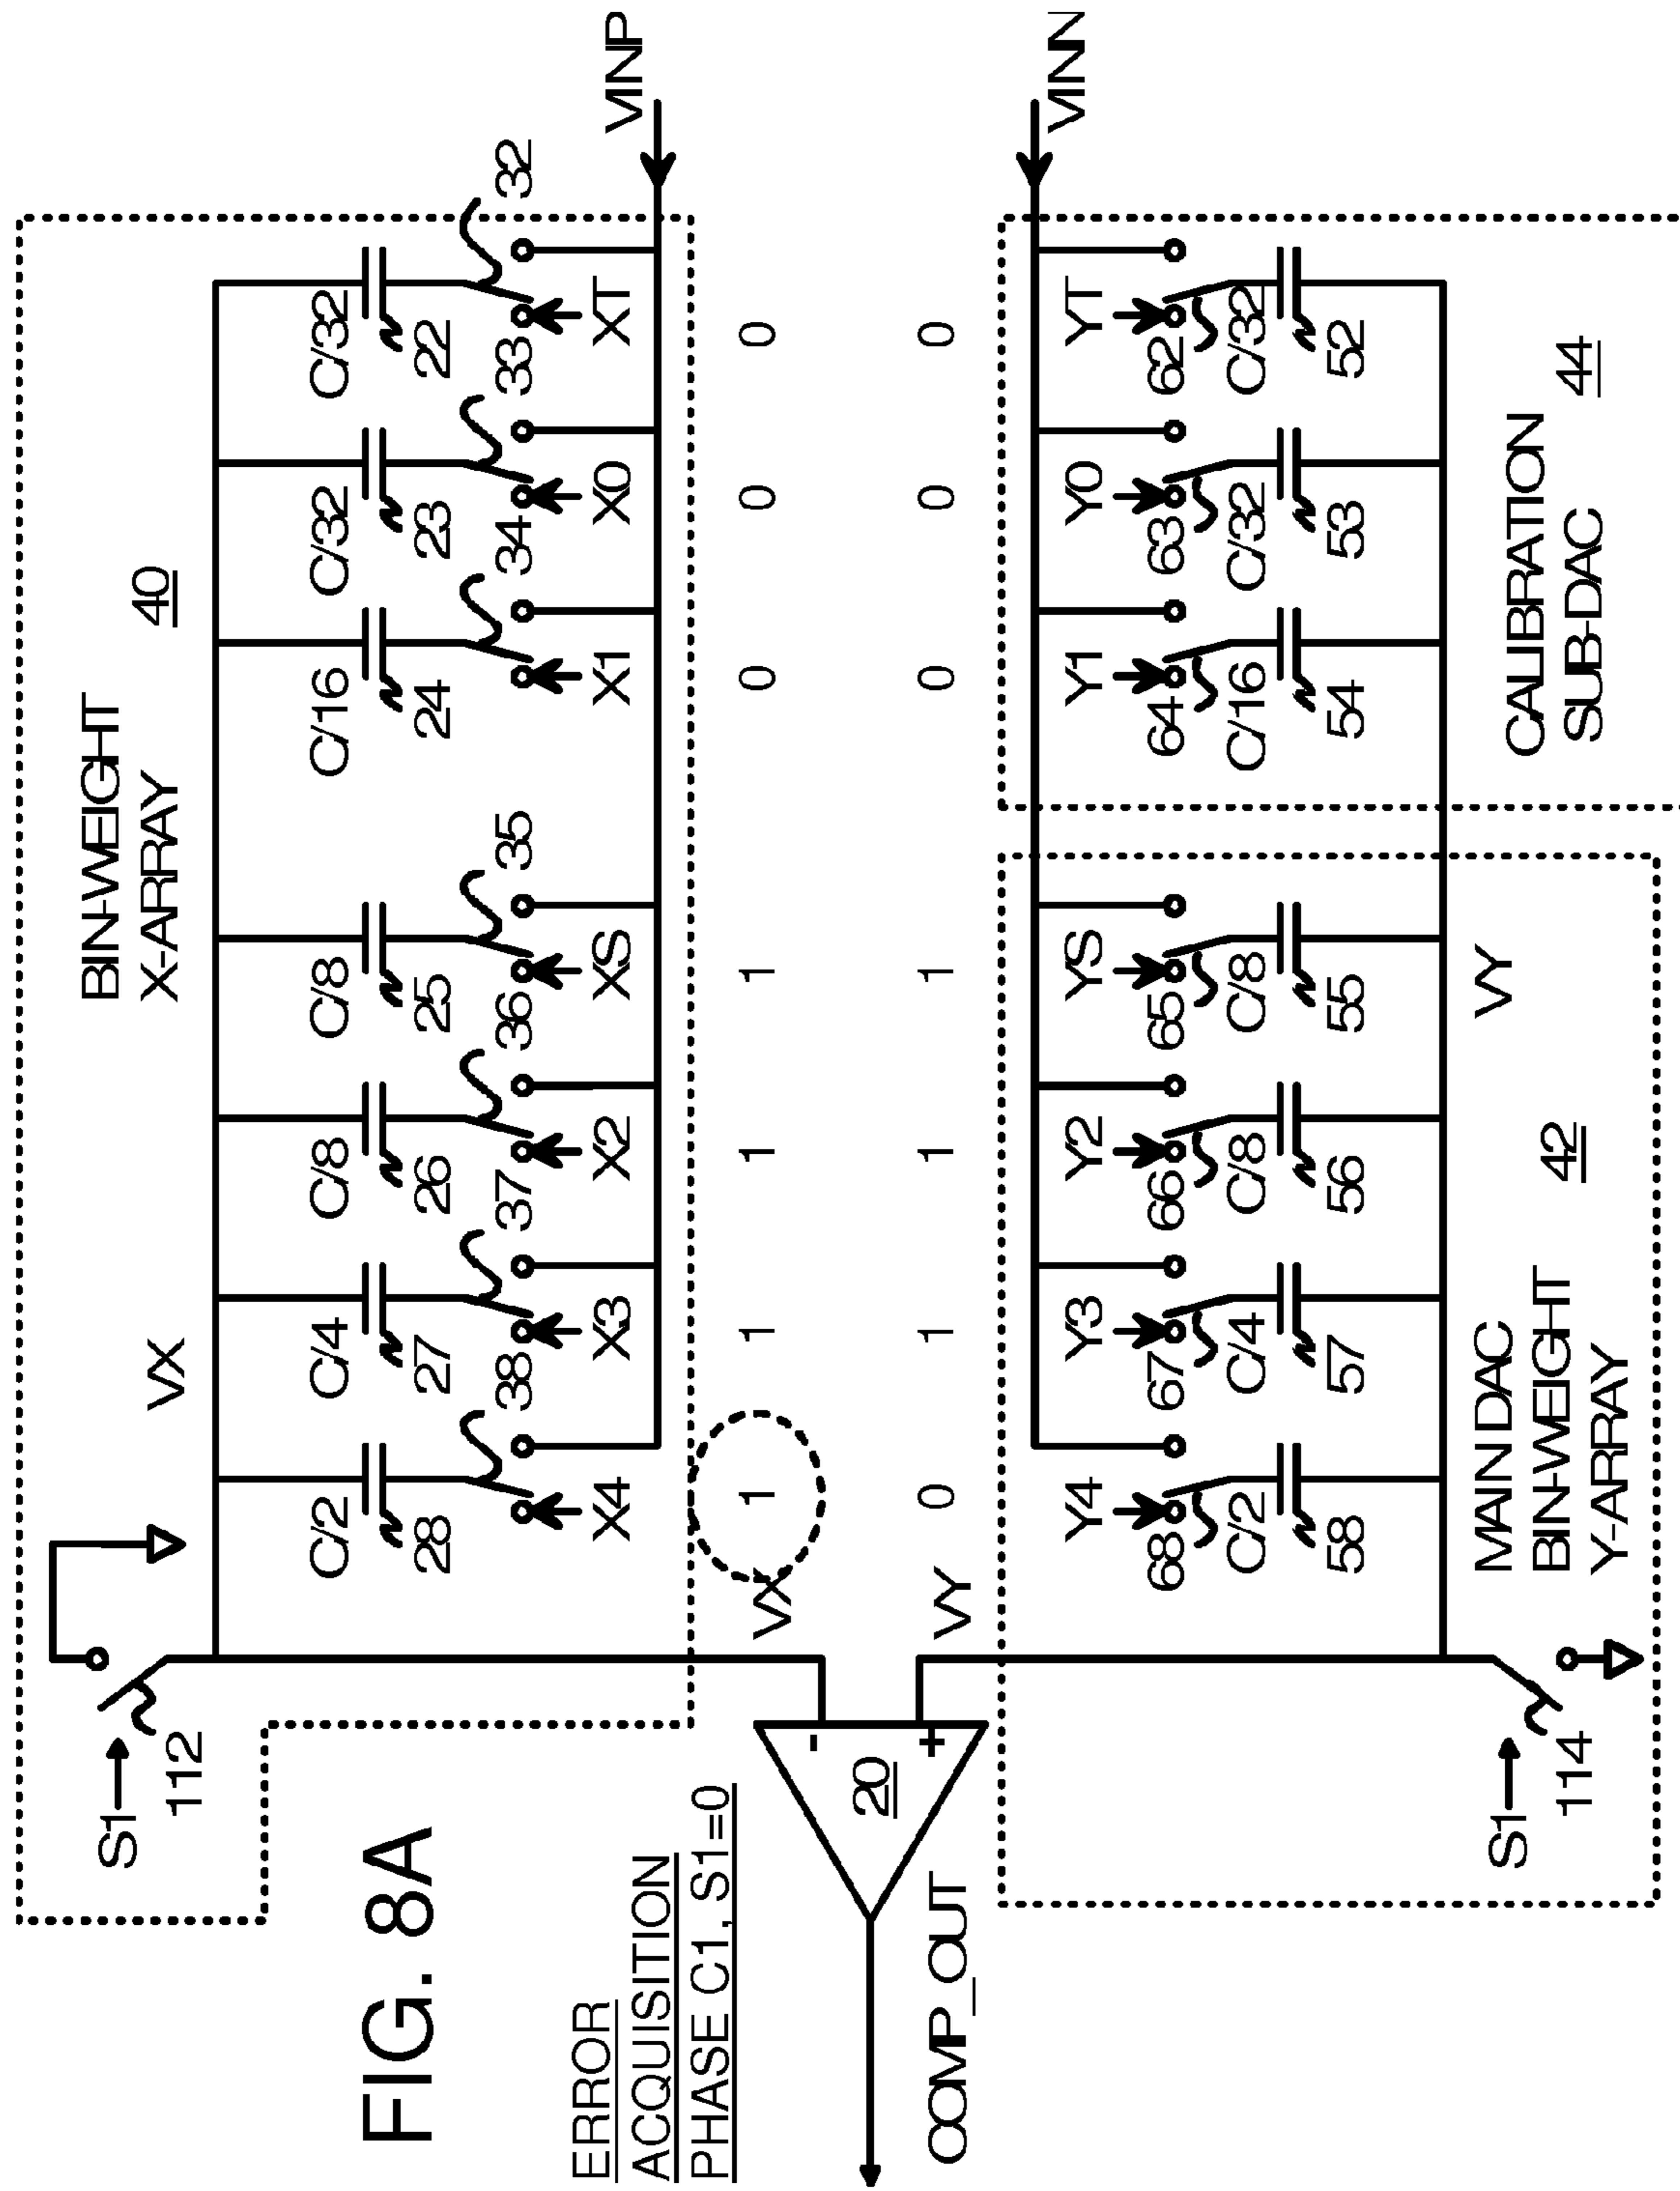 BIN-WEIGHT
X-ARRAY
40
S1
112
VX
C/2 C/4 C/8 C/8 C/16 C/32 C/32
28 27 26 25 24 23 22
38 37 36 35 34 33 32
X4 X3 X2 XS X1 X0 XT
VINP
FIG. 8A
ERROR
ACQUISITION
PHASE C1, S1=0
VX 1 1 1 1 0 0 0
-
20
+
COMP_OUT
VY 0 1 1 1 0 0 0
VINN
Y4 Y3 Y2 YS Y1 Y0 YT
68 67 66 65 64 63 62
C/2 C/4 C/8 C/8 C/16 C/32 C/32
58 57 56 55 54 53 52
S1
114
MAIN DAC
BIN-WEIGHT
Y-ARRAY
42
VY
CALIBRATION
SUB-DAC
44